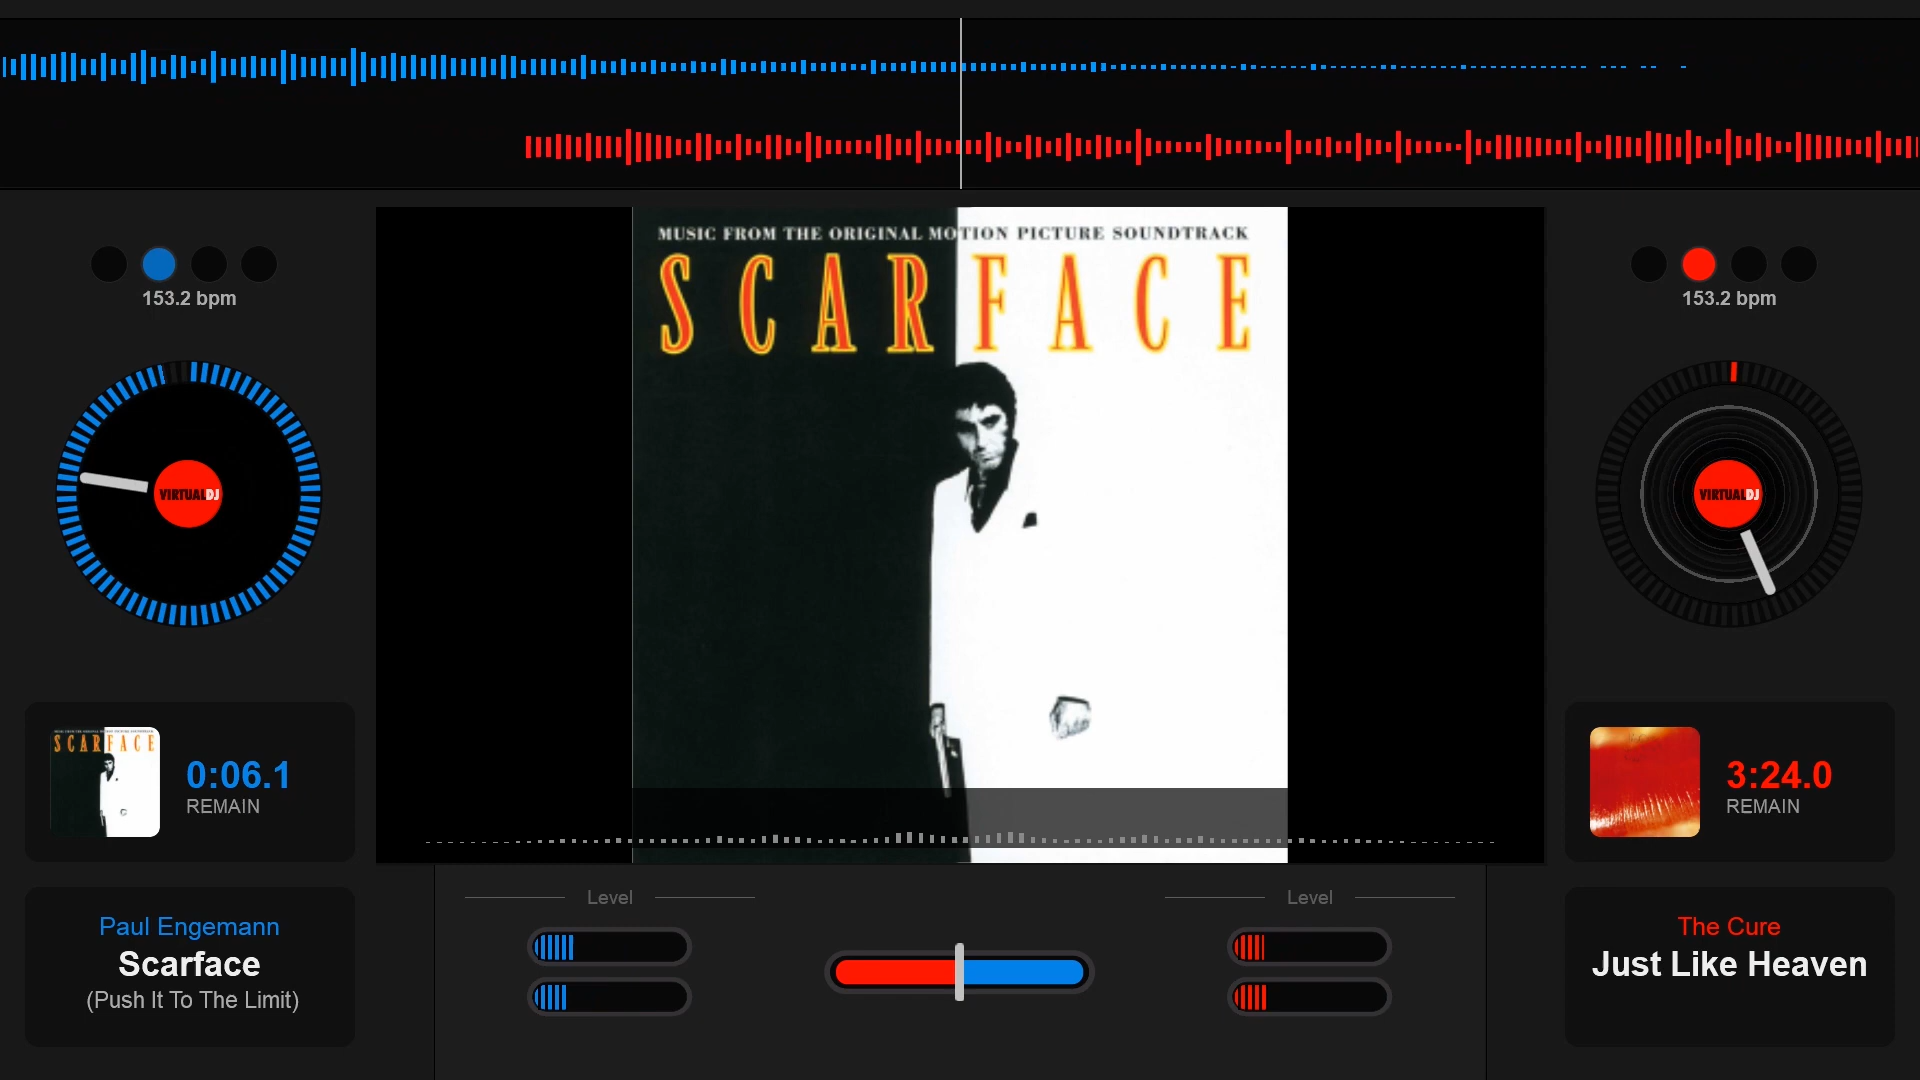 MUSIC FROM THE ORIGINAL MOTION PICTURE SOUNDTRACK
SCARFACE
153.2 bpm
153.2 bpm
VIRTUALDJ
VIRTUALDJ
SCARFACE
0:06.1
REMAIN
3:24.0
REMAIN
Paul Engemann
Scarface
(Push It To The Limit)
Level
Level
The Cure
Just Like Heaven